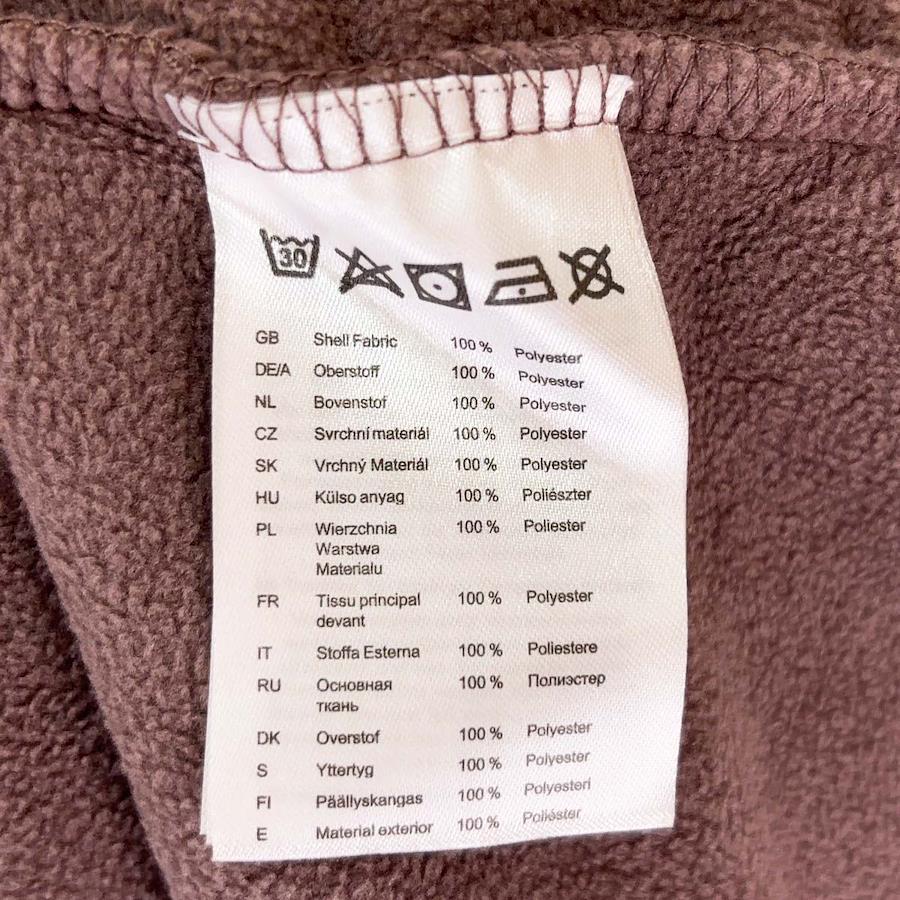 30
GB Shell Fabric 100 % Polyester
DE/A Oberstoff 100 % Polyester
NL Bovenstof 100 % Polyester
CZ Svrchní materiál 100 % Polyester
SK Vrchný Materiál 100 % Polyester
HU Külso anyag 100 % Poliészter
PL Wierzchnia 100 % Poliester
Warstwa
Materiału
FR Tissu principal 100 % Polyester
devant
IT Stoffa Esterna 100 % Poliestere
RU Основная 100 % Полиэстер
ткань
DK Overstof 100 % Polyester
S Yttertyg 100 % Polyester
FI Päällyskangas 100 % Polyesteri
E Material exterior 100 % Poliéster